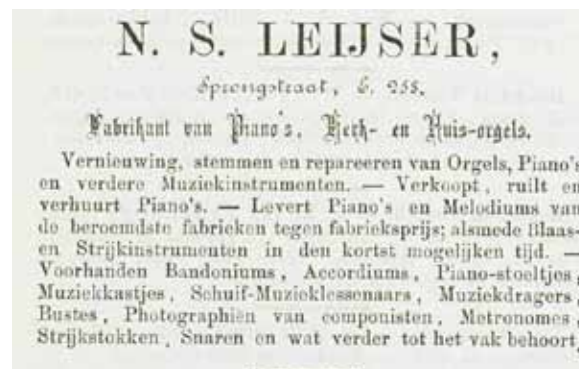 N. S. LEIJSER,
Sprongstraat, E. 255.
Fabrikant van Piano's, Kerk- en Huis-orgels.
Vernieuwing, stemmen en repareeren van Orgels, Piano's
en verdere Muziekinstrumenten. — Verkoopt, ruilt en
verhuurt Piano's. — Levert Piano's en Melodiums van
de beroemdste fabrieken tegen fabrieksprijs; alsmede Blaas-
en Strijkinstrumenten in den kortst mogelijken tijd. —
Voorhanden Bandoniums, Accordiums, Piano-stoeltjes,
Muziekkastjes, Schuif-Muzieklessenaars, Muziekdragers,
Bustes, Photographiën van componisten, Metronomes,
Strijkstokken, Snaren en wat verder tot het vak behoort,